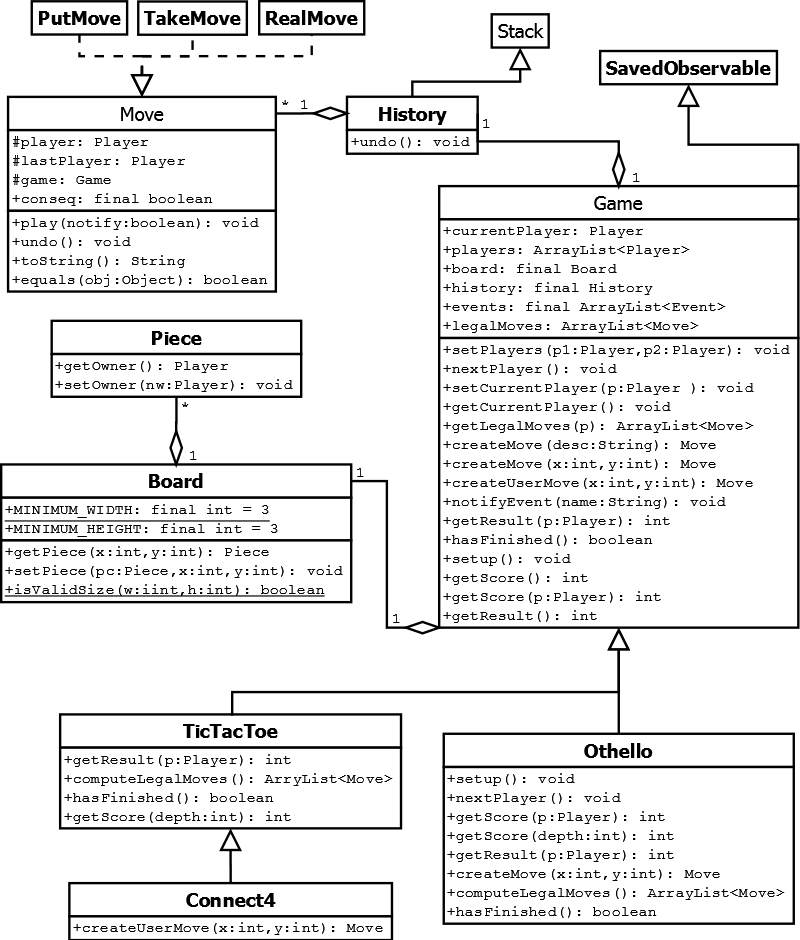 PutMove
TakeMove
RealMove
Stack
SavedObservable
Move
#player: Player
#lastPlayer: Player
#game: Game
+conseq: final boolean
+play(notify:boolean): void
+undo(): void
+toString(): String
+equals(obj:Object): boolean
* 1
History
+undo(): void
1
1
Game
+currentPlayer: Player
+players: ArrayList<Player>
+board: final Board
+history: final History
+events: final ArrayList<Event>
+legalMoves: ArrayList<Move>
+setPlayers(p1:Player,p2:Player): void
+nextPlayer(): void
+setCurrentPlayer(p:Player ): void
+getCurrentPlayer(): void
+getLegalMoves(p): ArrayList<Move>
+createMove(desc:String): Move
+createMove(x:int,y:int): Move
+createUserMove(x:int,y:int): Move
+notifyEvent(name:String): void
+getResult(p:Player): int
+hasFinished(): boolean
+setup(): void
+getScore(): int
+getScore(p:Player): int
+getResult(): int
Piece
+getOwner(): Player
+setOwner(nw:Player): void
*
1
Board
+MINIMUM_WIDTH: final int = 3
+MINIMUM_HEIGHT: final int = 3
+getPiece(x:int,y:int): Piece
+setPiece(pc:Piece,x:int,y:int): void
+isValidSize(w:iint,h:int): boolean
1
1
TicTacToe
+getResult(p:Player): int
+computeLegalMoves(): ArryList<Move>
+hasFinished(): boolean
+getScore(depth:int): int
Connect4
+createUserMove(x:int,y:int): Move
Othello
+setup(): void
+nextPlayer(): void
+getScore(p:Player): int
+getScore(depth:int): int
+getResult(p:Player): int
+createMove(x:int,y:int): Move
+computeLegalMoves(): ArrayList<Move>
+hasFinished(): boolean